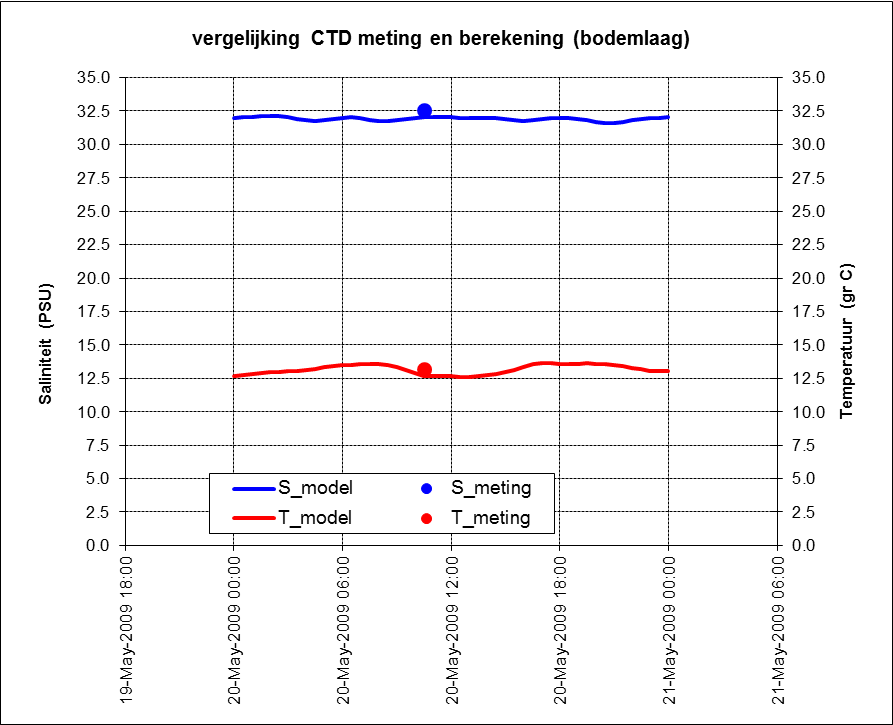 vergelijking CTD meting en berekening (bodemlaag)
35.0 35.0
32.5 32.5
30.0 30.0
27.5 27.5
25.0 25.0
22.5 22.5
20.0 20.0
17.5 17.5
15.0 15.0
12.5 12.5
10.0 10.0
7.5 7.5
5.0 5.0
2.5 2.5
0.0 0.0
Saliniteit (PSU)
Temperatuur (gr C)
S_model S_meting
T_model T_meting
19-May-2009 18:00
20-May-2009 00:00
20-May-2009 06:00
20-May-2009 12:00
20-May-2009 18:00
21-May-2009 00:00
21-May-2009 06:00